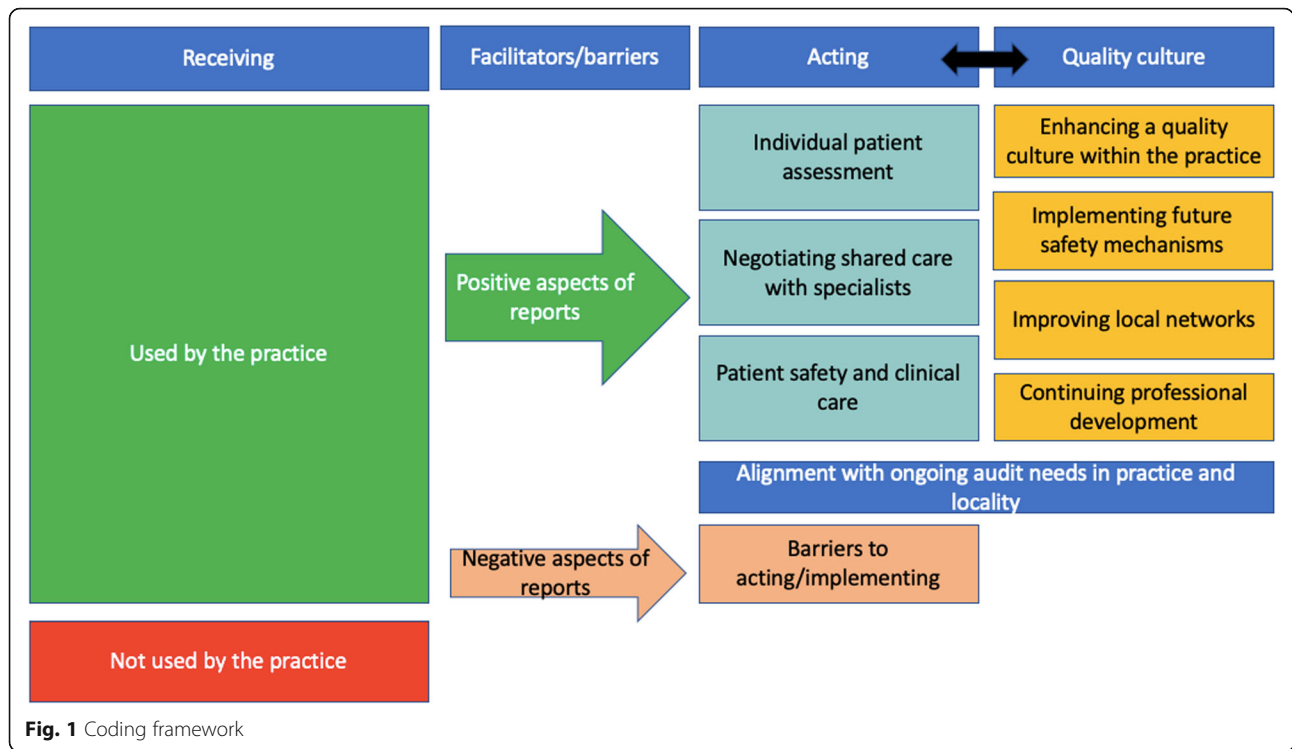 Receiving
Facilitators/barriers
Acting
Quality culture
Used by the practice
Not used by the practice
Positive aspects of
reports
Negative aspects of
reports
Individual patient
assessment
Negotiating shared care
with specialists
Patient safety and clinical
care
Enhancing a quality
culture within the practice
Implementing future
safety mechanisms
Improving local networks
Continuing professional
development
Alignment with ongoing audit needs in practice and
locality
Barriers to
acting/implementing
Fig. 1 Coding framework